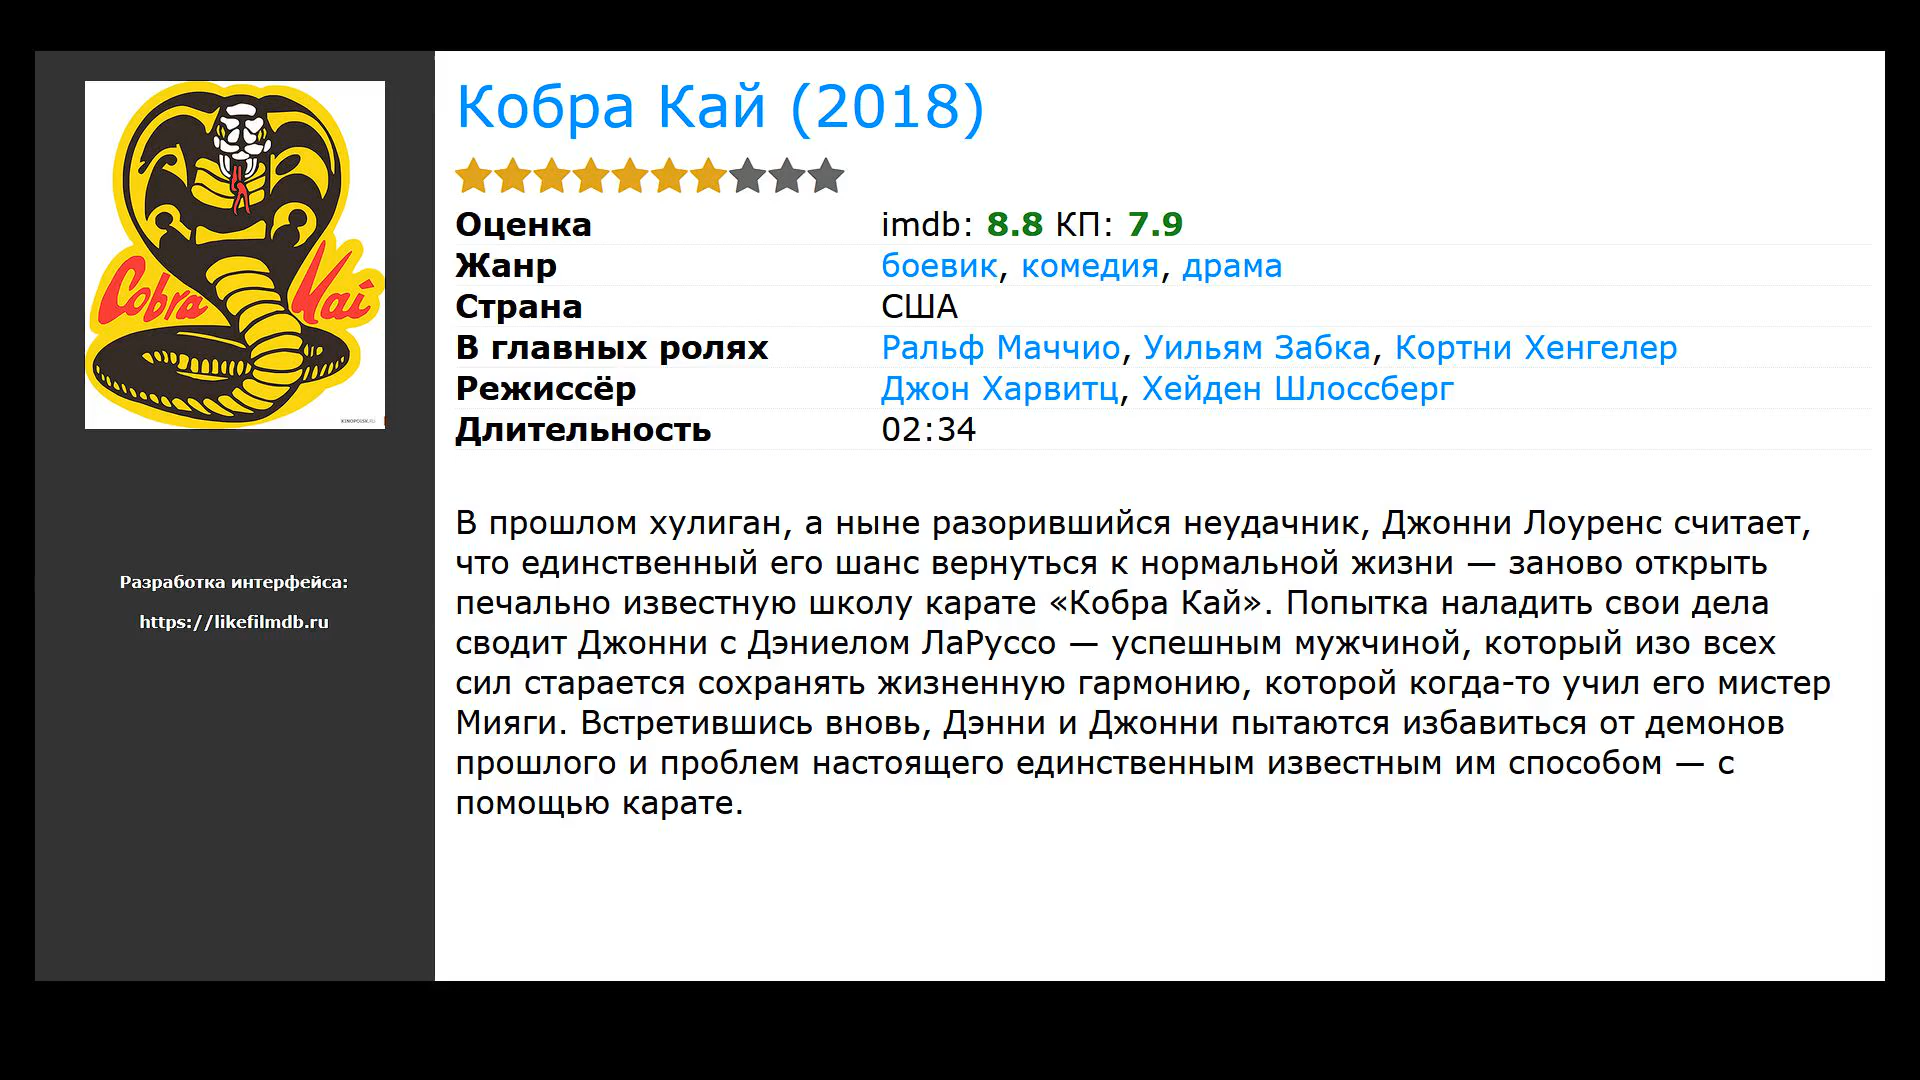 Cobra Kai
KINOPOISK.RU
Разработка интерфейса:
https://likefilmdb.ru
Кобра Кай (2018)
Оценка imdb: 8.8 КП: 7.9
Жанр боевик, комедия, драма
Страна США
В главных ролях Ральф Маччио, Уильям Забка, Кортни Хенгелер
Режиссёр Джон Харвитц, Хейден Шлоссберг
Длительность 02:34
В прошлом хулиган, а ныне разорившийся неудачник, Джонни Лоуренс считает,
что единственный его шанс вернуться к нормальной жизни — заново открыть
печально известную школу карате «Кобра Кай». Попытка наладить свои дела
сводит Джонни с Дэниелом ЛаРуссо — успешным мужчиной, который изо всех
сил старается сохранять жизненную гармонию, которой когда-то учил его мистер
Мияги. Встретившись вновь, Дэнни и Джонни пытаются избавиться от демонов
прошлого и проблем настоящего единственным известным им способом — с
помощью карате.